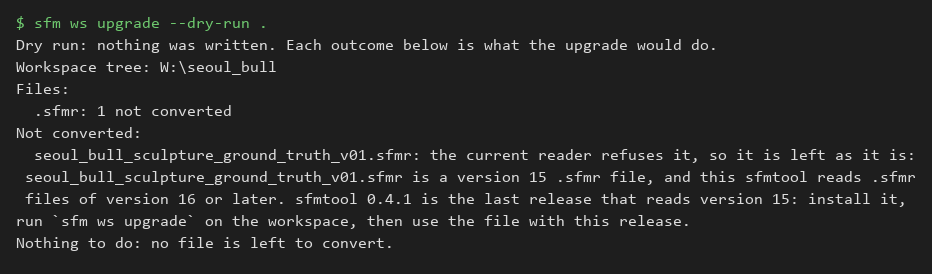 $ sfm ws upgrade --dry-run .
Dry run: nothing was written. Each outcome below is what the upgrade would do.
Workspace tree: W:\seoul_bull
Files:
  .sfmr: 1 not converted
Not converted:
  seoul_bull_sculpture_ground_truth_v01.sfmr: the current reader refuses it, so it is left as it is:
 seoul_bull_sculpture_ground_truth_v01.sfmr is a version 15 .sfmr file, and this sfmtool reads .sfmr
 files of version 16 or later. sfmtool 0.4.1 is the last release that reads version 15: install it,
run `sfm ws upgrade` on the workspace, then use the file with this release.
Nothing to do: no file is left to convert.